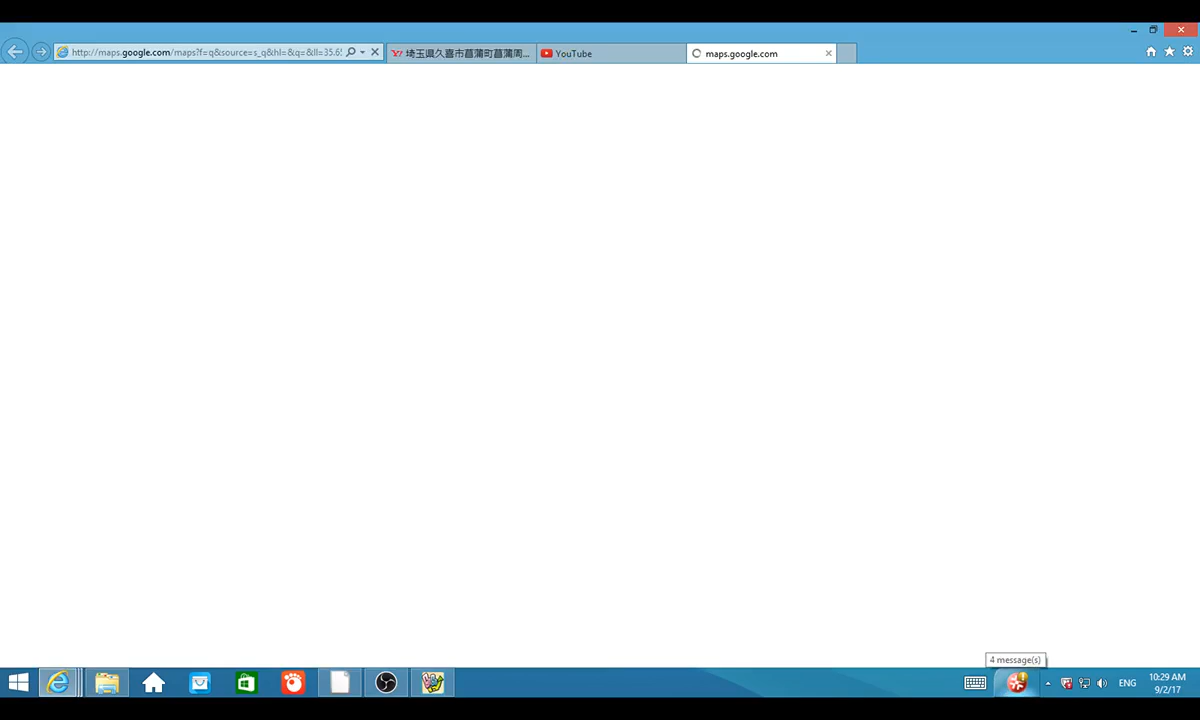 http://maps.google.com/maps?f=q&source=s_q&hl=&q=&ll=35.65
埼玉県久喜市菖蒲町菖蒲周...
YouTube
maps.google.com
4 message(s)
ENG
10:29 AM
9/2/17